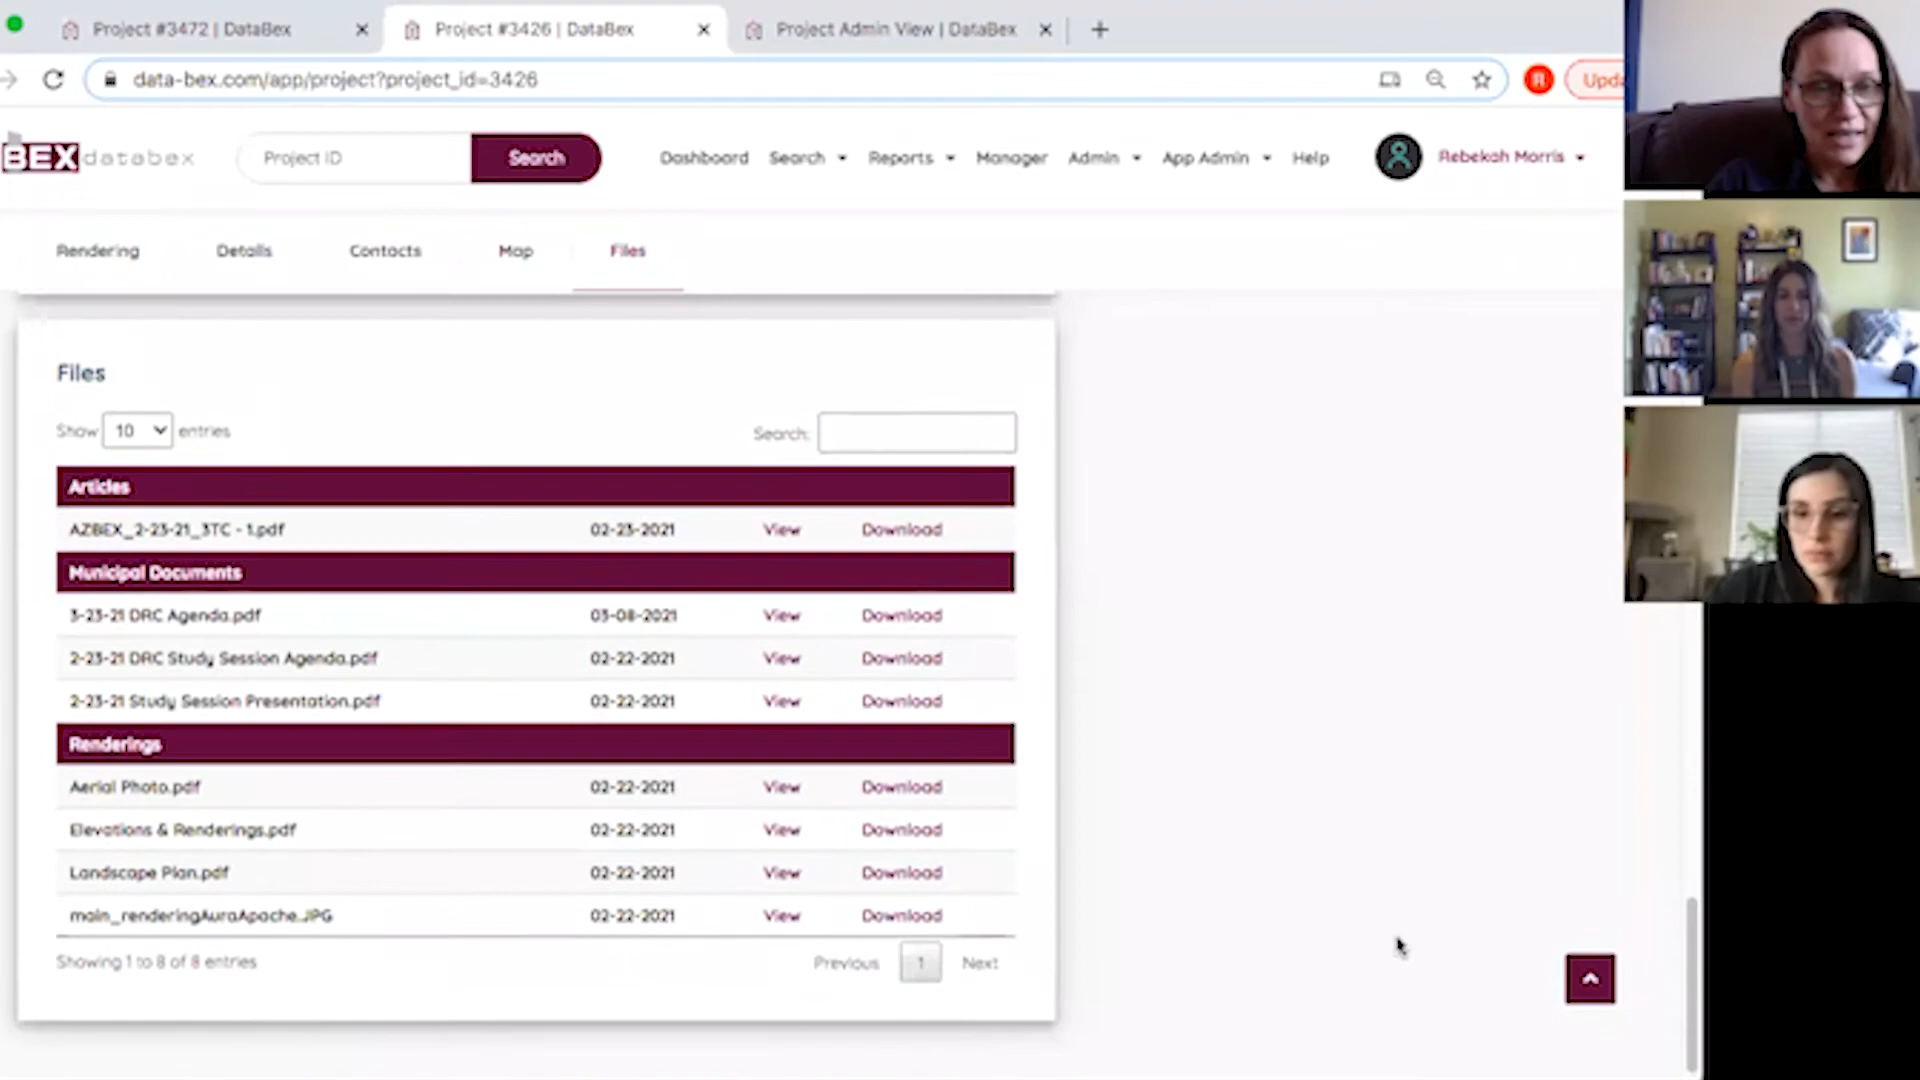 Project #3472 | DataBex
Project #3426 | DataBex
Project Admin View | DataBex
data-bex.com/app/project?project_id=3426
Upda
BEX databex
Project ID
Search
Dashboard
Search
Reports
Manager
Admin
App Admin
Help
Rebekah Morris
Rendering
Details
Contacts
Map
Files
Files
Show 10 entries
Search:
Articles
AZBEX_2-23-21_3TC - 1.pdf 02-23-2021 View Download
Municipal Documents
3-23-21 DRC Agenda.pdf 03-08-2021 View Download
2-23-21 DRC Study Session Agenda.pdf 02-22-2021 View Download
2-23-21 Study Session Presentation.pdf 02-22-2021 View Download
Renderings
Aerial Photo.pdf 02-22-2021 View Download
Elevations & Renderings.pdf 02-22-2021 View Download
Landscape Plan.pdf 02-22-2021 View Download
main_renderingAuraApache.JPG 02-22-2021 View Download
Showing 1 to 8 of 8 entries
Previous 1 Next